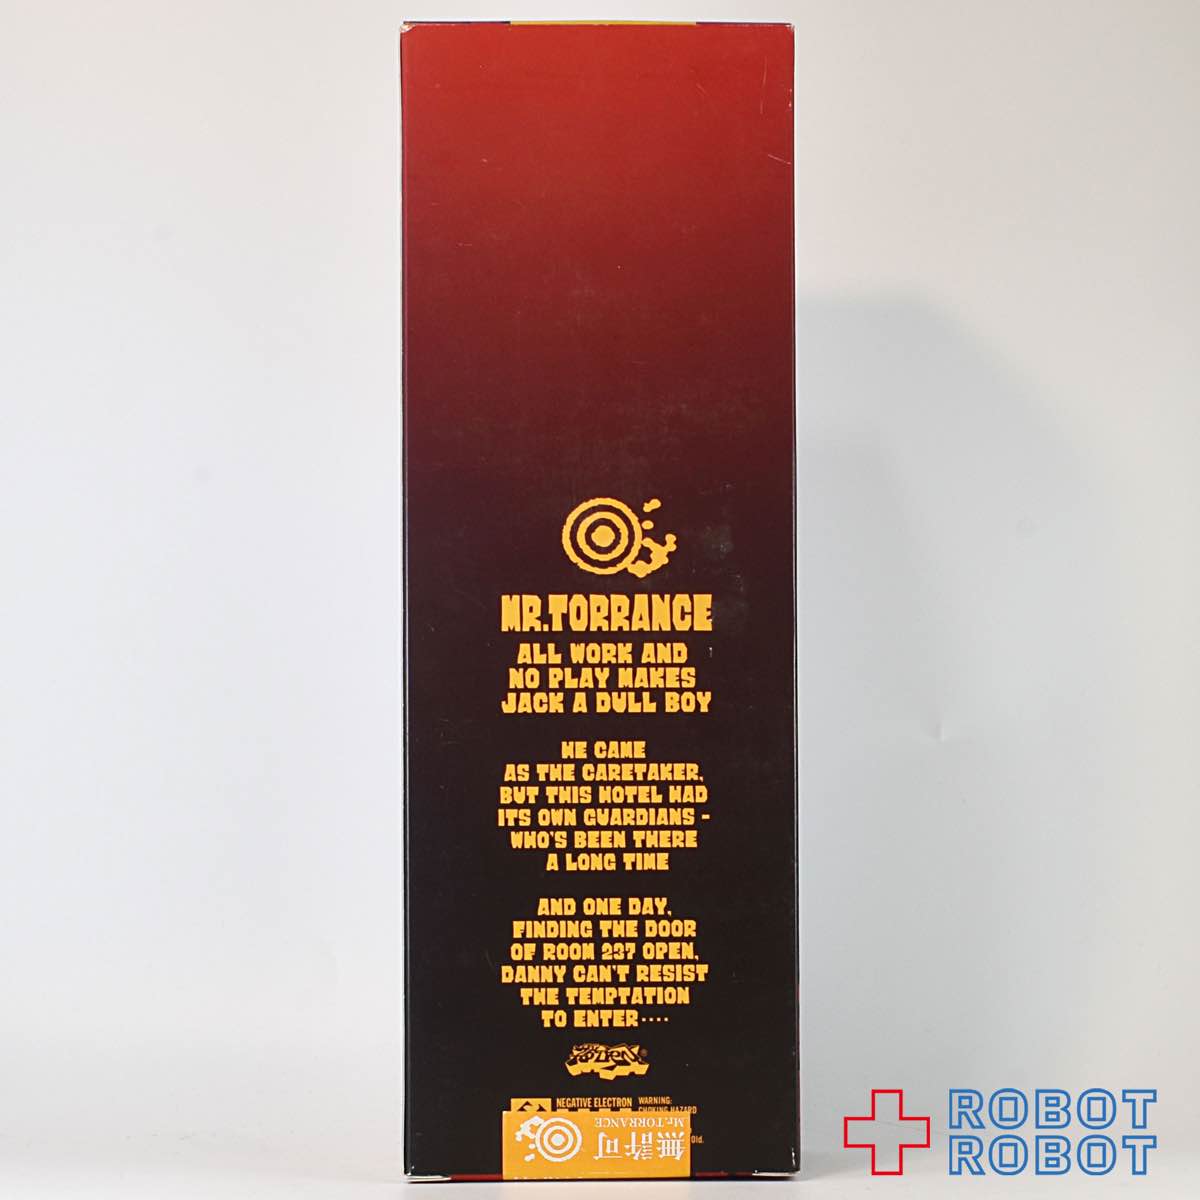 MR.TORRANCE
ALL WORK AND
NO PLAY MAKES
JACK A DULL BOY
HE CAME
AS THE CARETAKER,
BUT THIS HOTEL HAD
ITS OWN GUARDIANS -
WHO'S BEEN THERE
A LONG TIME
AND ONE DAY,
FINDING THE DOOR
OF ROOM 237 OPEN,
DANNY CAN'T RESIST
THE TEMPTATION
TO ENTER····
NEGATIVE ELECTRON
WARNING:
CHOKING HAZARD
Old.
無許可
Mr.TORRANCE
ROBOT
ROBOT